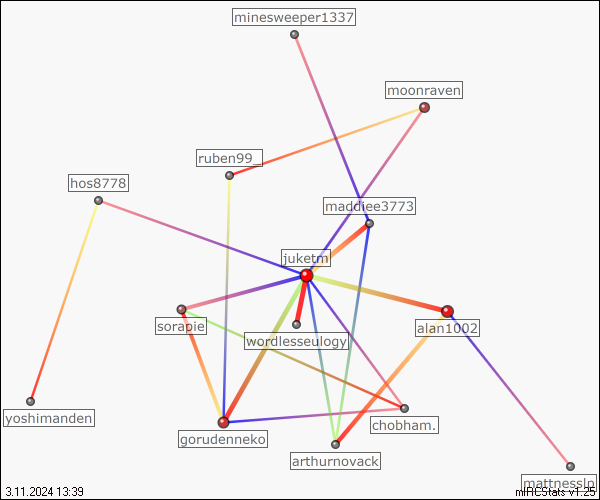 minesweeper1337
moonraven
ruben99_
hos8778
maddiee3773
juketm
sorapie
alan1002
wordlesseulogy
yoshimanden
chobham.
gorudenneko
arthurnovack
mattnesslp
3.11.2024 13:39
mIRCStats v1.25